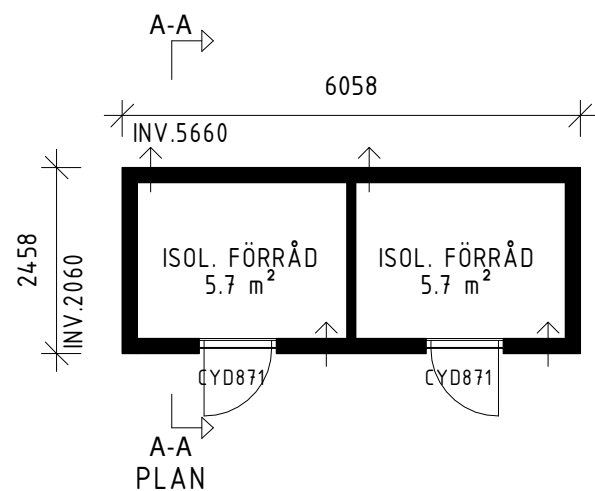 A-A
6058
INV.5660
2458
INV.2060
ISOL. FÖRRÅD
5.7 m²
ISOL. FÖRRÅD
5.7 m²
CYD871
CYD871
A-A
PLAN